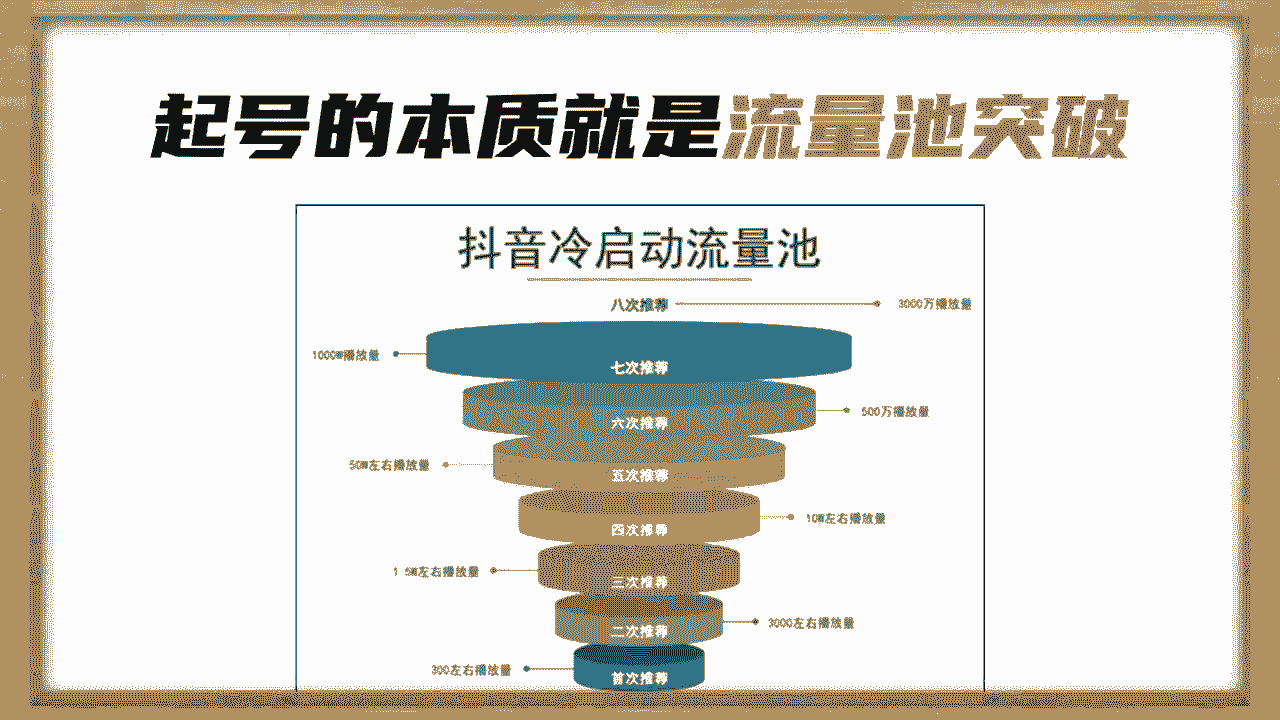 起号的本质就是流量池突破
抖音冷启动流量池
八次推荐
3000万播放量
1000W播放量
七次推荐
六次推荐
500万播放量
50W左右播放量
五次推荐
四次推荐
10W左右播放量
1 5W左右播放量
三次推荐
二次推荐
3000左右播放量
300左右播放量
首次推荐